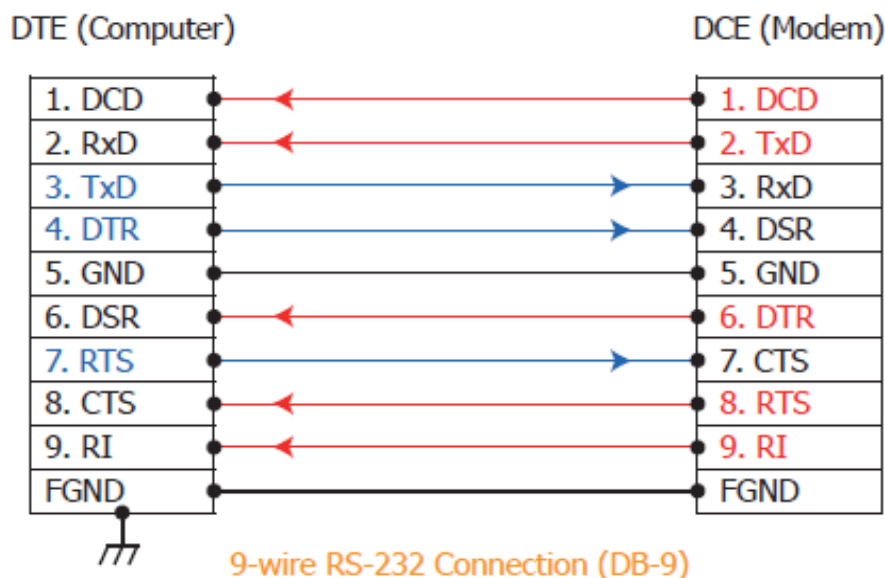 DTE (Computer) DCE (Modem)
1. DCD 1. DCD
2. RxD 2. TxD
3. TxD 3. RxD
4. DTR 4. DSR
5. GND 5. GND
6. DSR 6. DTR
7. RTS 7. CTS
8. CTS 8. RTS
9. RI 9. RI
FGND FGND
9-wire RS-232 Connection (DB-9)